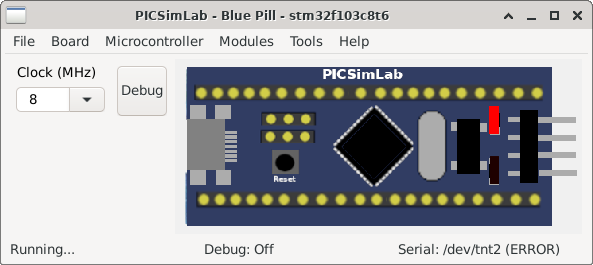 PICSimLab - Blue Pill - stm32f103c8t6
File Board Microcontroller Modules Tools Help
Clock (MHz)
8
Debug
PICSimLab
Reset
Running... Debug: Off Serial: /dev/tnt2 (ERROR)